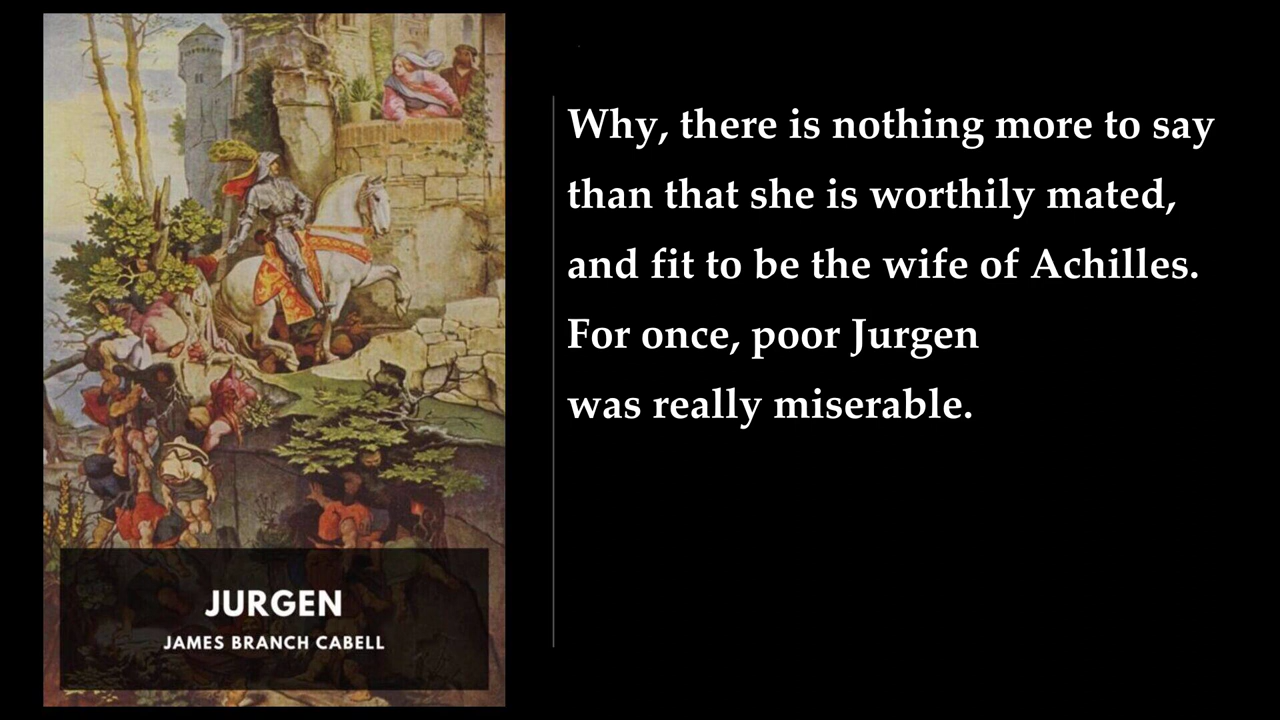 Why, there is nothing more to say
than that she is worthily mated,
and fit to be the wife of Achilles.
For once, poor Jurgen
was really miserable.
JURGEN
JAMES BRANCH CABELL